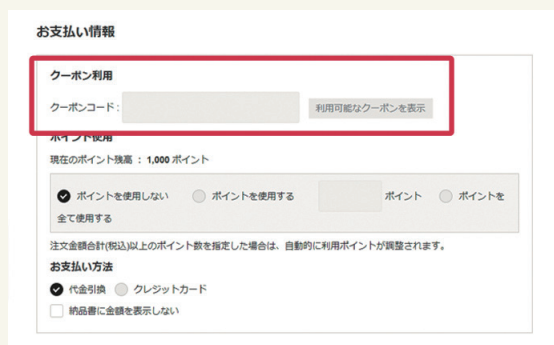 お支払い情報
クーポン利用
クーポンコード: 利用可能なクーポンを表示
ポイント使用
現在のポイント残高 : 1,000 ポイント
ポイントを使用しない ポイントを使用する ポイント ポイントを
全て使用する
注文金額合計(税込)以上のポイント数を指定した場合は、自動的に利用ポイントが調整されます。
お支払い方法
代金引換 クレジットカード
納品書に金額を表示しない